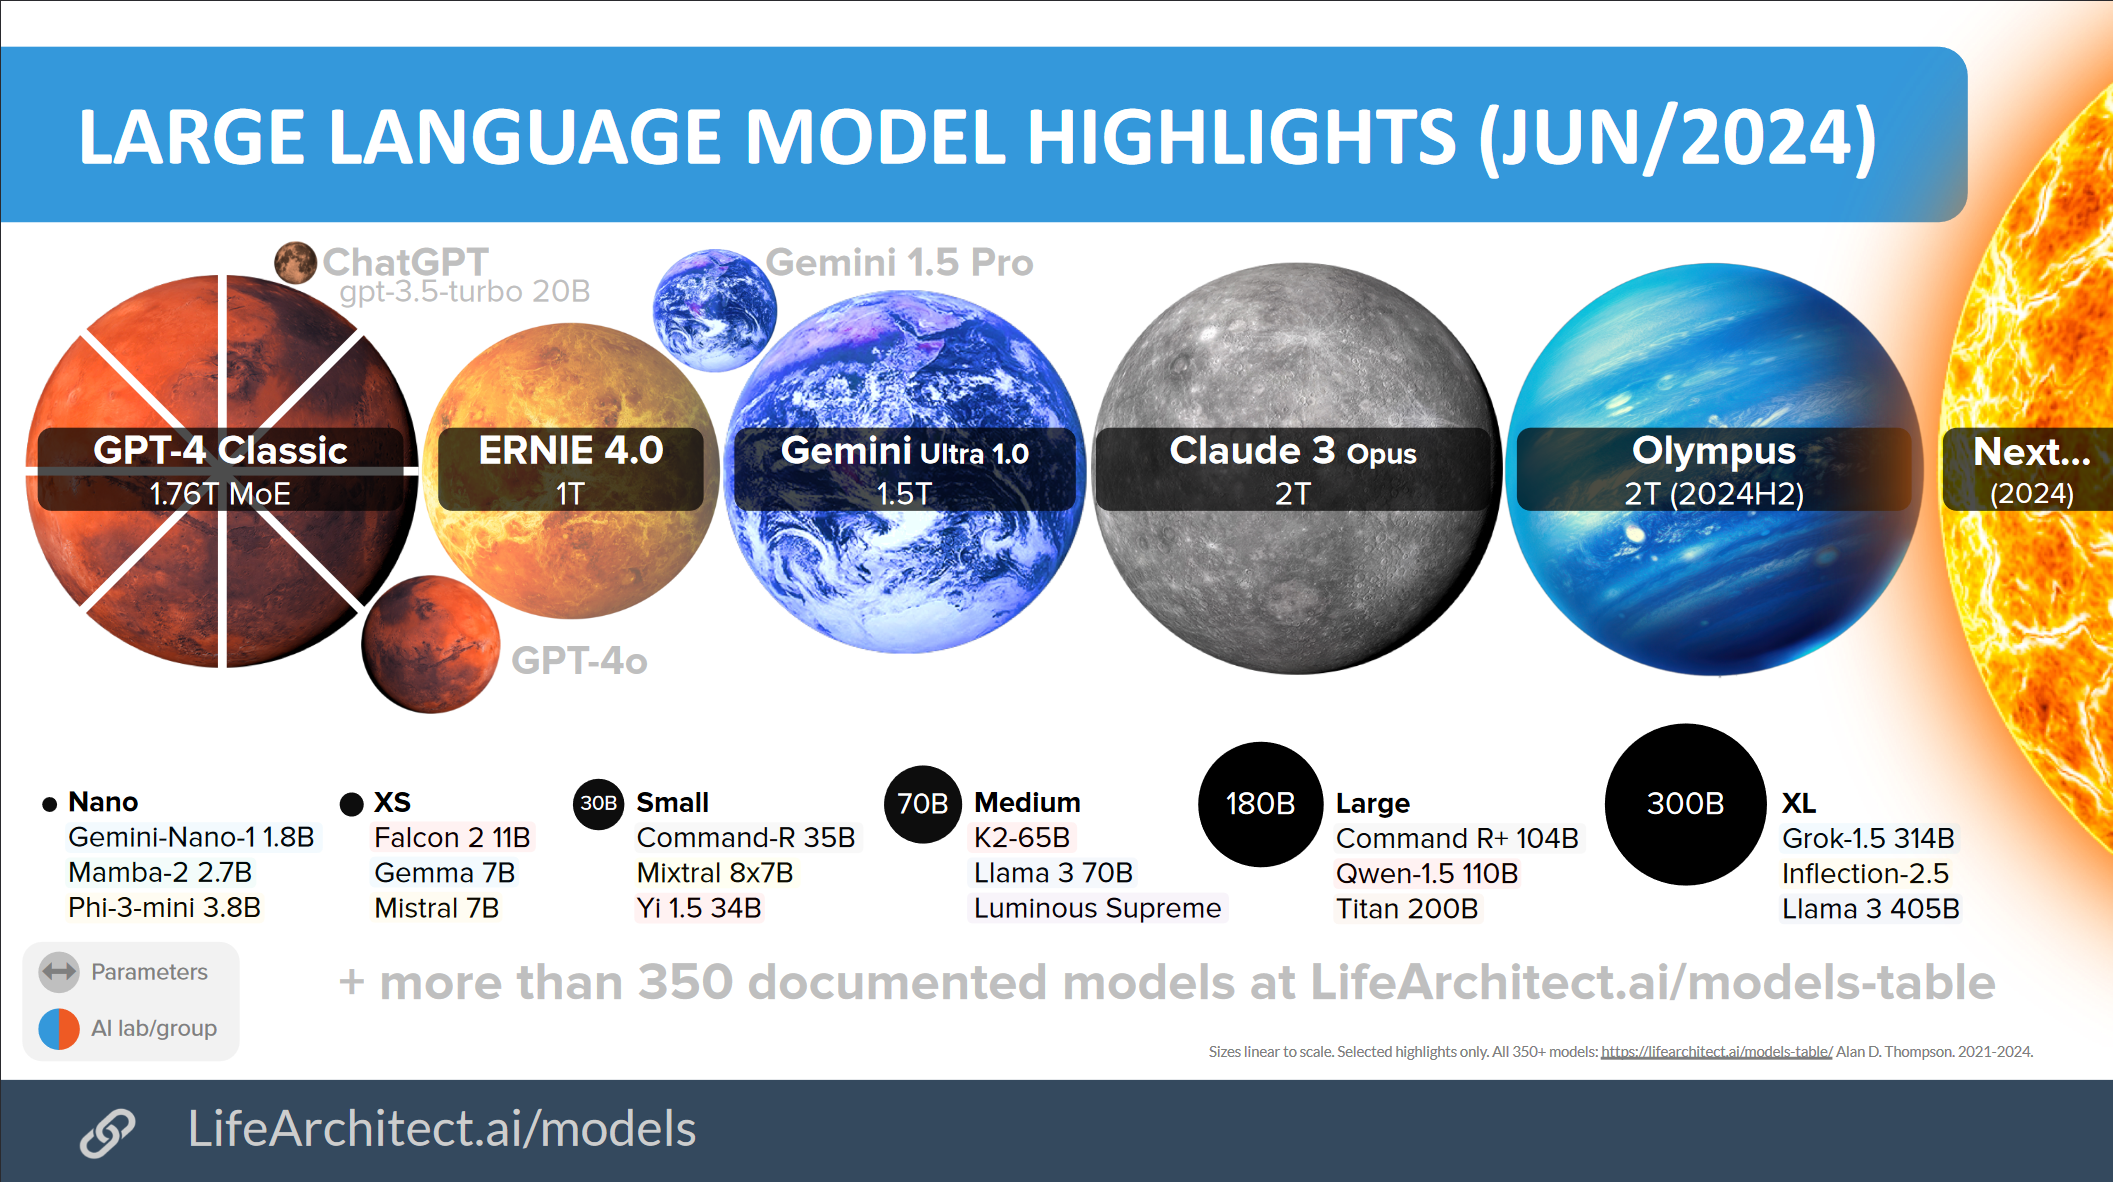 LARGE LANGUAGE MODEL HIGHLIGHTS (JUN/2024)
ChatGPT
gpt-3.5-turbo 20B
Gemini 1.5 Pro
GPT-4 Classic
1.76T MoE
ERNIE 4.0
1T
Gemini Ultra 1.0
1.5T
Claude 3 Opus
2T
Olympus
2T (2024H2)
Next...
(2024)
GPT-4o
Nano
Gemini-Nano-1 1.8B
Mamba-2 2.7B
Phi-3-mini 3.8B
XS
Falcon 2 11B
Gemma 7B
Mistral 7B
30B
Small
Command-R 35B
Mixtral 8x7B
Yi 1.5 34B
70B
Medium
K2-65B
Llama 3 70B
Luminous Supreme
180B
Large
Command R+ 104B
Qwen-1.5 110B
Titan 200B
300B
XL
Grok-1.5 314B
Inflection-2.5
Llama 3 405B
Parameters
AI lab/group
+ more than 350 documented models at LifeArchitect.ai/models-table
Sizes linear to scale. Selected highlights only. All 350+ models: https://lifearchitect.ai/models-table/ Alan D. Thompson. 2021-2024.
LifeArchitect.ai/models